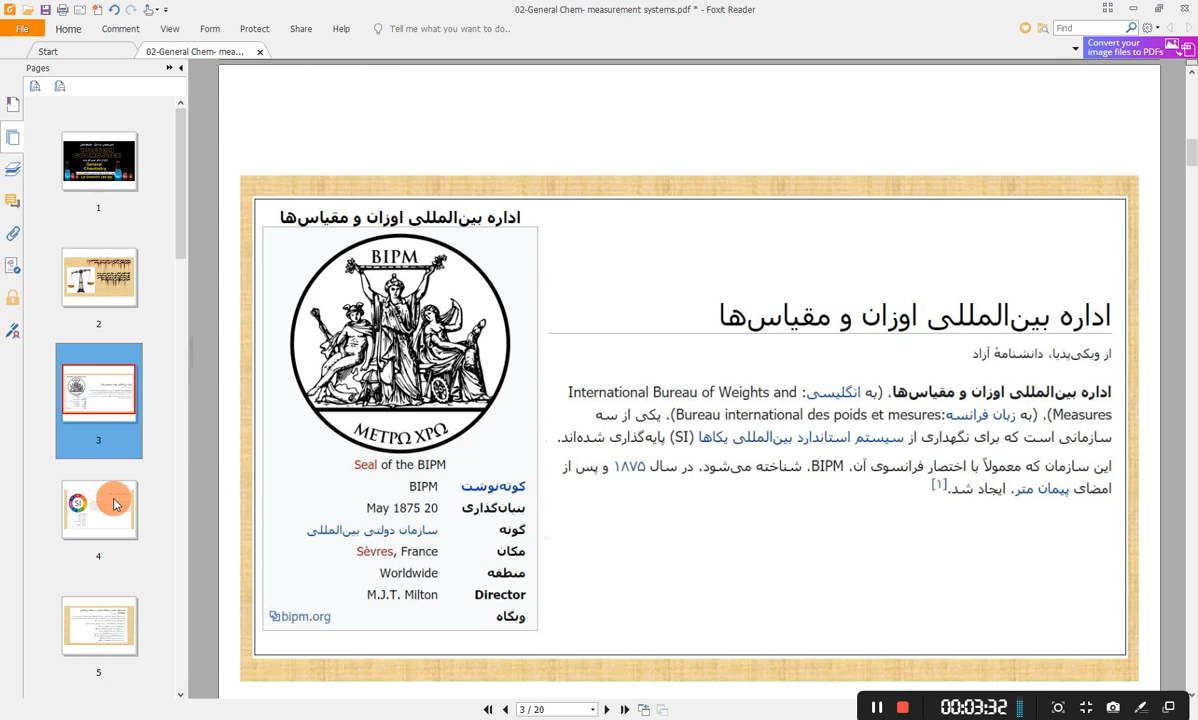 02-General Chem- measurement systems.pdf * - Foxit Reader
File Home Comment View Form Protect Share Help Tell me what you want to do.. Find
Start 02-General Chem- mea... Convert your
image files to PDFs
Pages
General
Chemistry
1
2
3
SI
4
5
اداره بین‌المللی اوزان و مقیاس‌ها
BIPM
ΜΕΤΡΩ ΧΡΩ
Seal of the BIPM
کوته‌نوشت BIPM
بنیان‌گذاری 20 May 1875
گونه سازمان دولتی بین‌المللی
مکان Sèvres, France
منطقه Worldwide
Director M.J.T. Milton
وبگاه bipm.org
اداره بین‌المللی اوزان و مقیاس‌ها
از ویکی‌پدیا، دانشنامهٔ آزاد
اداره بین‌المللی اوزان و مقیاس‌ها، (به انگلیسی: International Bureau of Weights and
Measures)، (به زبان فرانسه:Bureau international des poids et mesures)، یکی از سه
سازمانی است که برای نگهداری از سیستم استاندارد بین‌المللی یکاها (SI) پایه‌گذاری شده‌اند.
این سازمان که معمولاً با اختصار فرانسوی آن، BIPM، شناخته می‌شود، در سال ۱۸۷۵ و پس از
امضای پیمان متر، ایجاد شد.[۱]
3 / 20
00:03:32